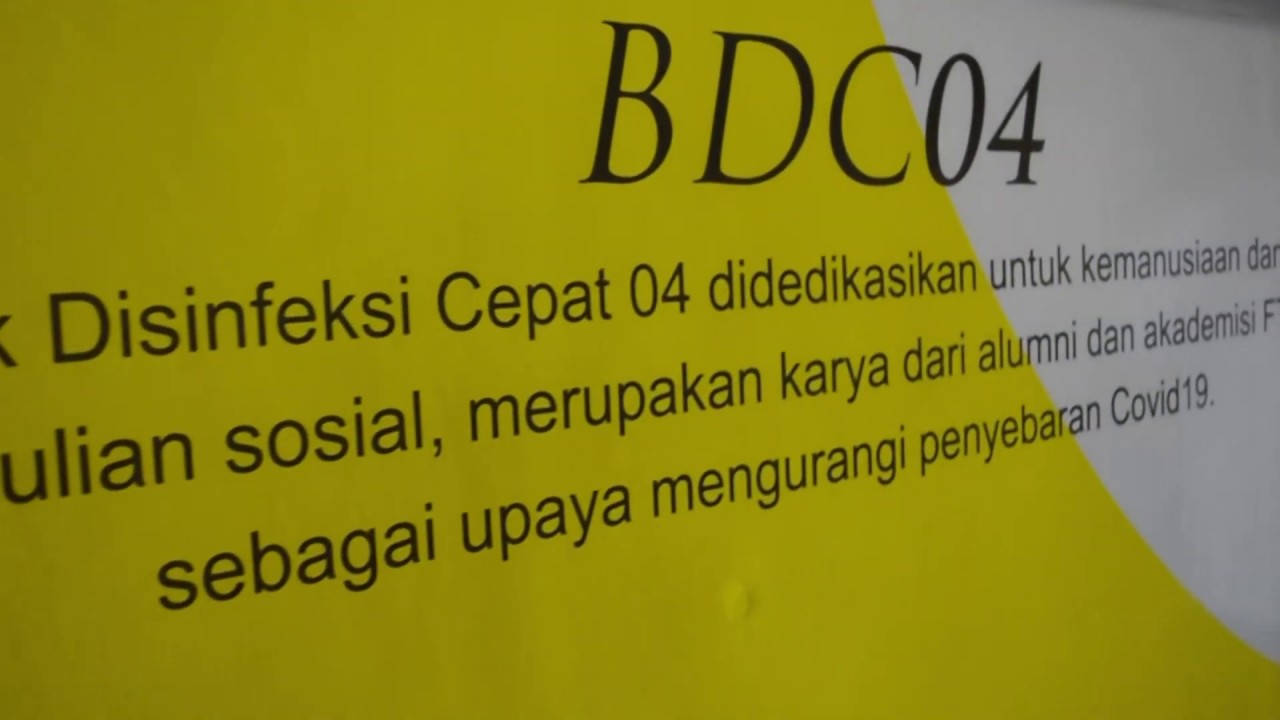 BDC04
Disinfeksi Cepat 04 didedikasikan untuk kemanusiaan
sosial, merupakan karya dari alumni dan akademisi
sebagai upaya mengurangi penyebaran Covid19.